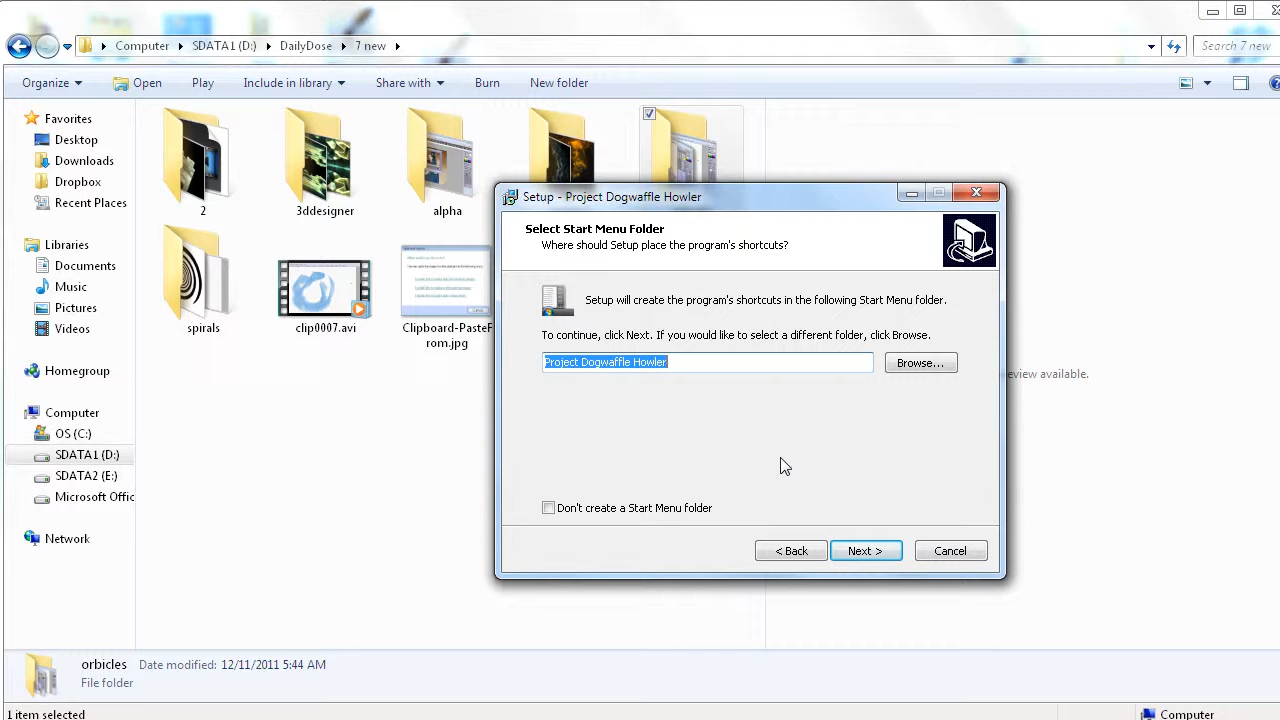 Computer SDATA1 (D:) DailyDose 7 new
Search 7 new
Organize Open Play Include in library Share with Burn New folder
Favorites
Desktop
Downloads
Dropbox
Recent Places
Libraries
Documents
Music
Pictures
Videos
Homegroup
Computer
OS (C:)
SDATA1 (D:)
SDATA2 (E:)
Microsoft Offic
Network
2
3ddesigner
alpha
spirals
clip0007.avi
Clipboard-PasteF
rom.jpg
Setup - Project Dogwaffle Howler
Select Start Menu Folder
Where should Setup place the program's shortcuts?
Setup will create the program's shortcuts in the following Start Menu folder.
To continue, click Next. If you would like to select a different folder, click Browse.
Project Dogwaffle Howler
Browse...
Don't create a Start Menu folder
< Back Next > Cancel
eview available.
orbicles Date modified: 12/11/2011 5:44 AM
File folder
1 item selected
Computer